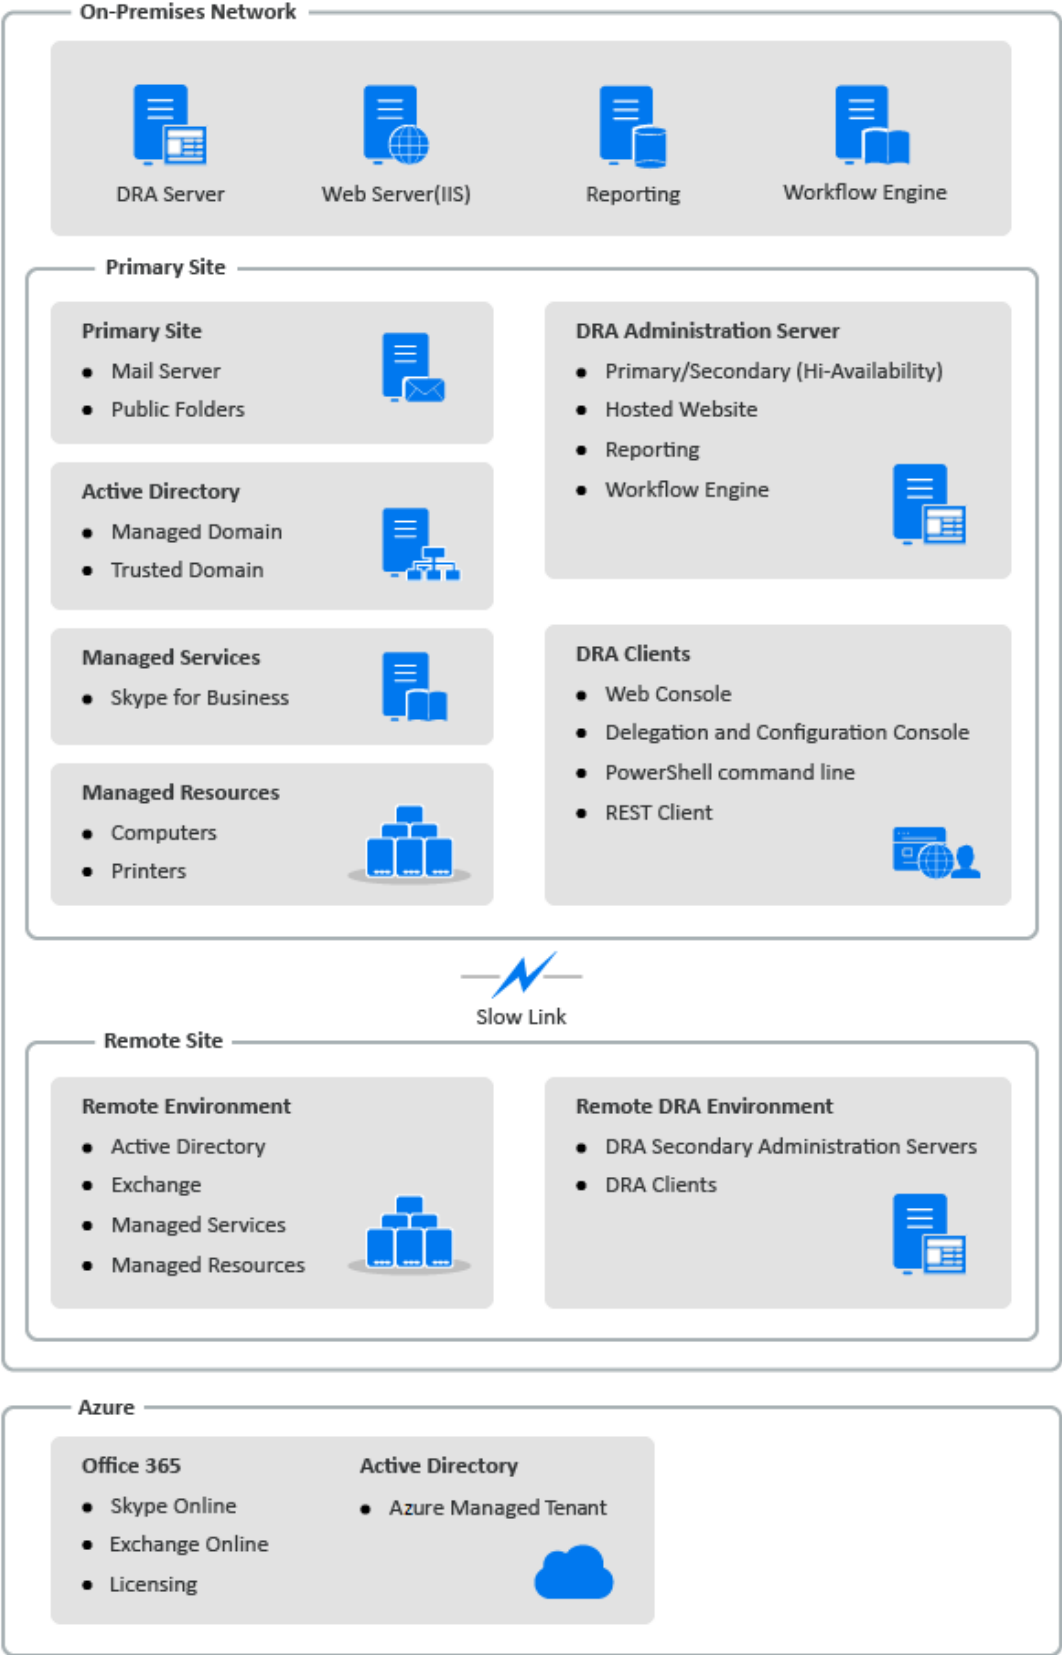 On-Premises Network
DRA Server
Web Server(IIS)
Reporting
Workflow Engine
Primary Site
Primary Site
• Mail Server
• Public Folders
Active Directory
• Managed Domain
• Trusted Domain
Managed Services
• Skype for Business
Managed Resources
• Computers
• Printers
DRA Administration Server
• Primary/Secondary (Hi-Availability)
• Hosted Website
• Reporting
• Workflow Engine
DRA Clients
• Web Console
• Delegation and Configuration Console
• PowerShell command line
• REST Client
Slow Link
Remote Site
Remote Environment
• Active Directory
• Exchange
• Managed Services
• Managed Resources
Remote DRA Environment
• DRA Secondary Administration Servers
• DRA Clients
Azure
Office 365
• Skype Online
• Exchange Online
• Licensing
Active Directory
• Azure Managed Tenant